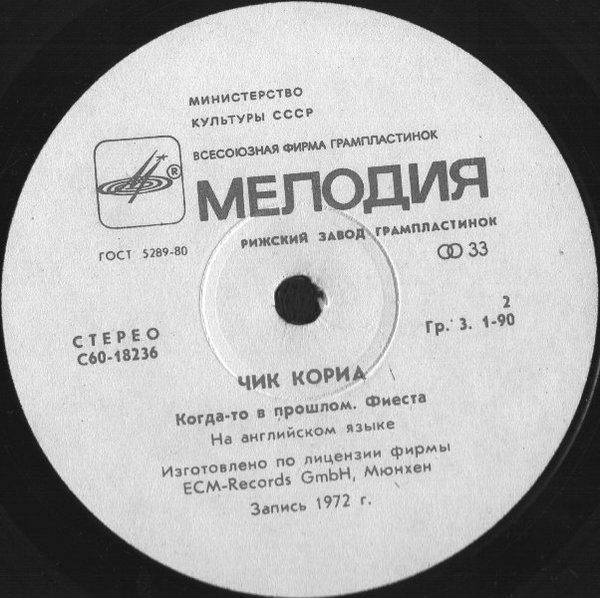 МИНИСТЕРСТВО
КУЛЬТУРЫ СССР
ВСЕСОЮЗНАЯ ФИРМА ГРАМПЛАСТИНОК
®
МЕЛОДИЯ
РИЖСКИЙ ЗАВОД ГРАМПЛАСТИНОК
ГОСТ 5289-80
33
2
СТЕРЕО
Гр. 3. 1-90
С60-18236
ЧИК КОРИА
Когда-то в прошлом. Фиеста
На английском языке
Изготовлено по лицензии фирмы
ECM-Records GmbH, Мюнхен
Запись 1972 г.